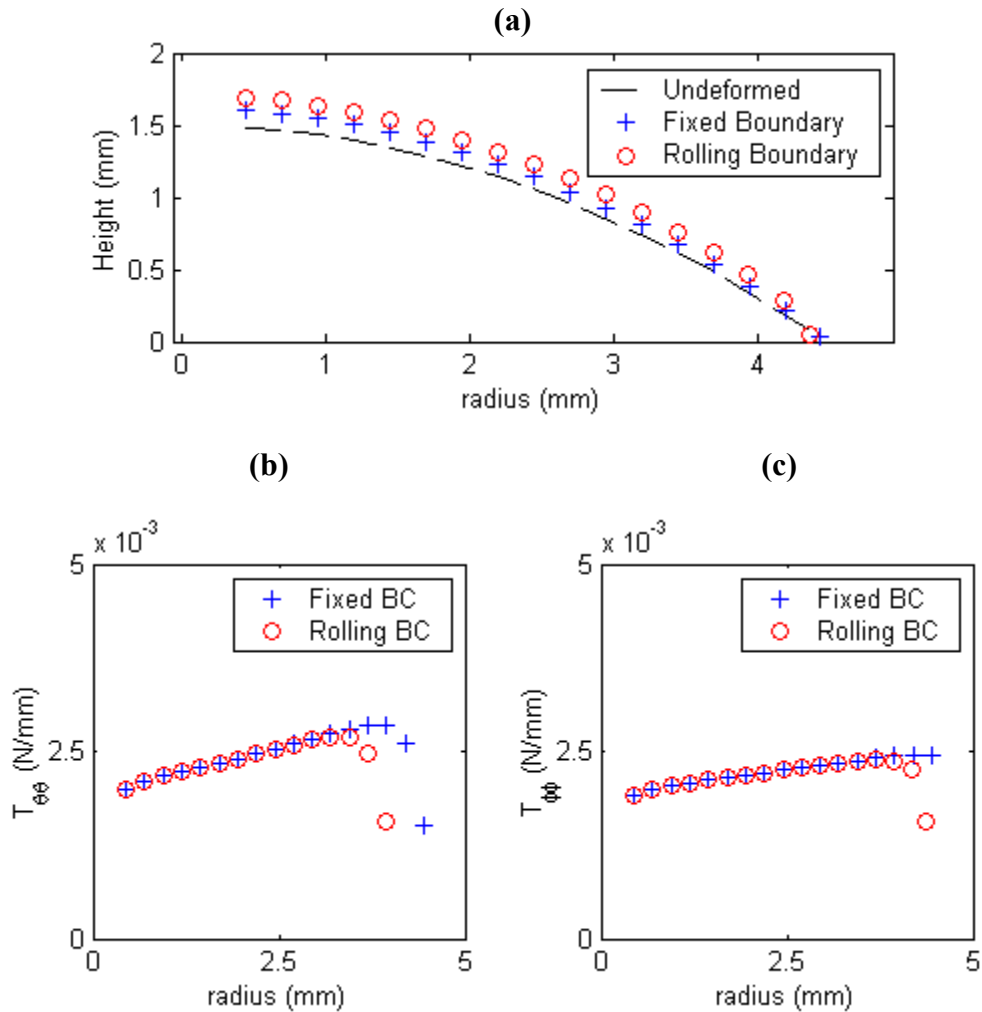 (a)
2
1.5
1
0.5
0
Height (mm)
Undeformed
Fixed Boundary
Rolling Boundary
0 1 2 3 4
radius (mm)
(b)
x 10⁻³
5
2.5
0
T_θθ (N/mm)
Fixed BC
Rolling BC
0 2.5 5
radius (mm)
(c)
x 10⁻³
5
2.5
0
T_ϕϕ (N/mm)
Fixed BC
Rolling BC
0 2.5 5
radius (mm)